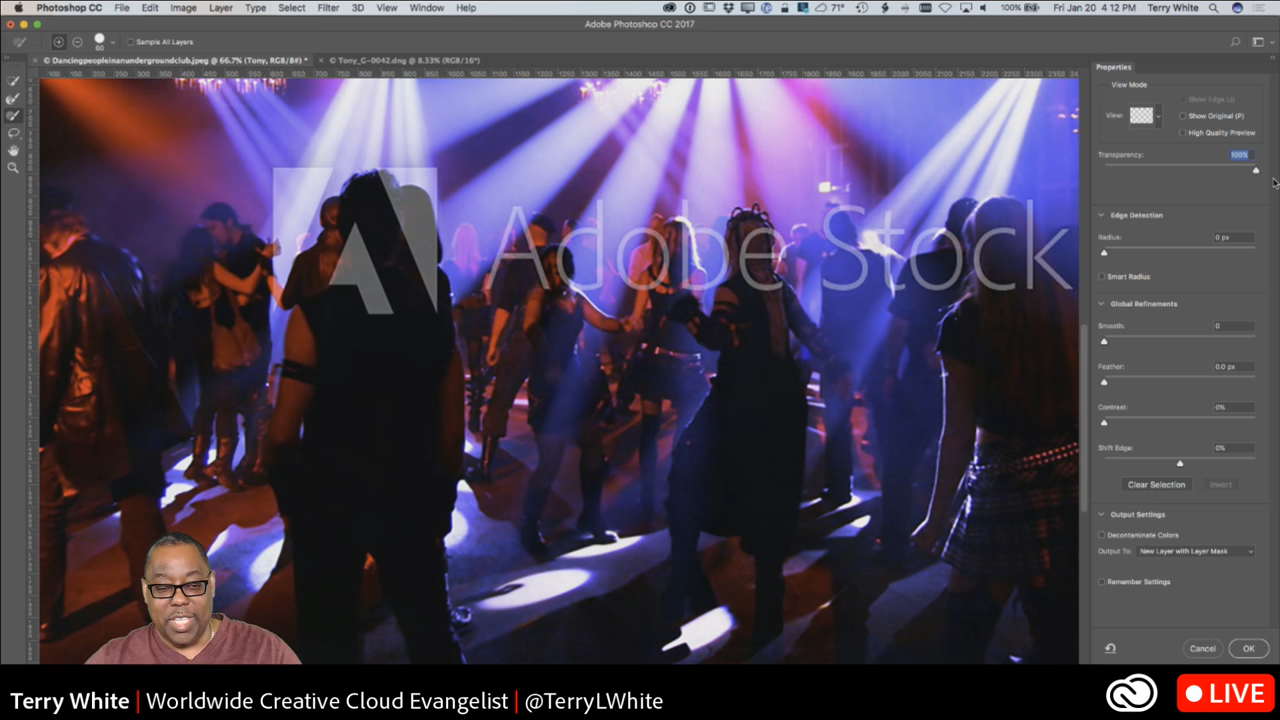 Photoshop CC File Edit Image Layer Type Select Filter 3D View Window Help 71° 100% Fri Jan 20 4:12 PM Terry White
Adobe Photoshop CC 2017
60 Sample All Layers
× Dancingpeopleinanundergroundclub.jpeg @ 66.7% (Tony, RGB/8#) * × Tony_G-0042.dng @ 8.33% (RGB/16*)
Properties
View Mode
Show Edge (J)
View: Show Original (P)
High Quality Preview
Transparency: 100%
Adobe Stock
Edge Detection
Radius: 0 px
Smart Radius
Global Refinements
Smooth: 0
Feather: 0.0 px
Contrast: 0%
Shift Edge: 0%
Clear Selection Invert
Output Settings
Decontaminate Colors
Output To: New Layer with Layer Mask
Remember Settings
Cancel OK
Terry White | Worldwide Creative Cloud Evangelist | @TerryLWhite
LIVE